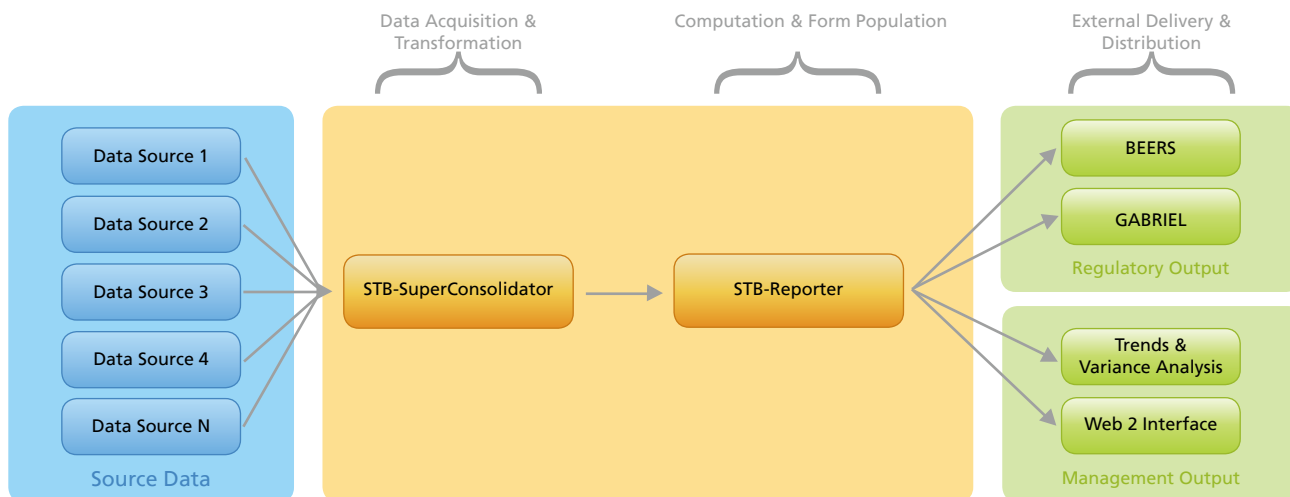 Data Acquisition &
Transformation
Computation & Form Population
External Delivery &
Distribution
Data Source 1
Data Source 2
Data Source 3
Data Source 4
Data Source N
Source Data
STB-SuperConsolidator
STB-Reporter
BEERS
GABRIEL
Regulatory Output
Trends &
Variance Analysis
Web 2 Interface
Management Output